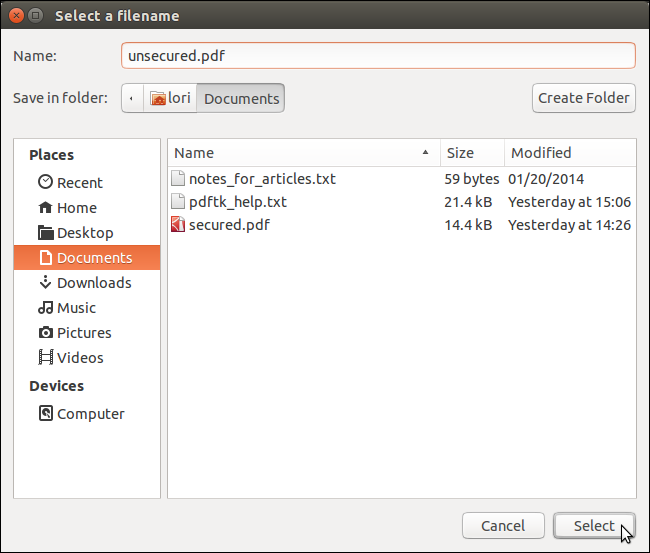 Select a filename
Name: unsecured.pdf
Save in folder: lori Documents Create Folder
Places
Recent
Home
Desktop
Documents
Downloads
Music
Pictures
Videos
Devices
Computer
Name Size Modified
notes_for_articles.txt 59 bytes 01/20/2014
pdftk_help.txt 21.4 kB Yesterday at 15:06
secured.pdf 14.4 kB Yesterday at 14:26
Cancel Select